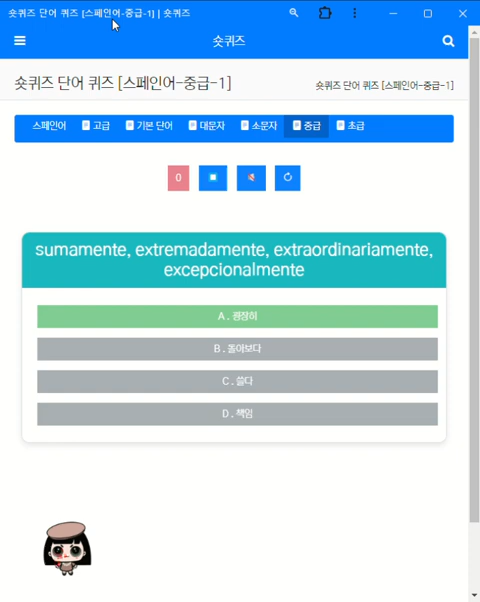 숏퀴즈 단어 퀴즈 [스페인어-중급-1] | 숏퀴즈
숏퀴즈
숏퀴즈 단어 퀴즈 [스페인어-중급-1]
숏퀴즈 단어 퀴즈 [스페인어-중급-1]
스페인어 고급 기본 단어 대문자 소문자 중급 초급
0
sumamente, extremadamente, extraordinariamente,
excepcionalmente
A . 굉장히
B . 돌아보다
C . 쓸다
D . 책임